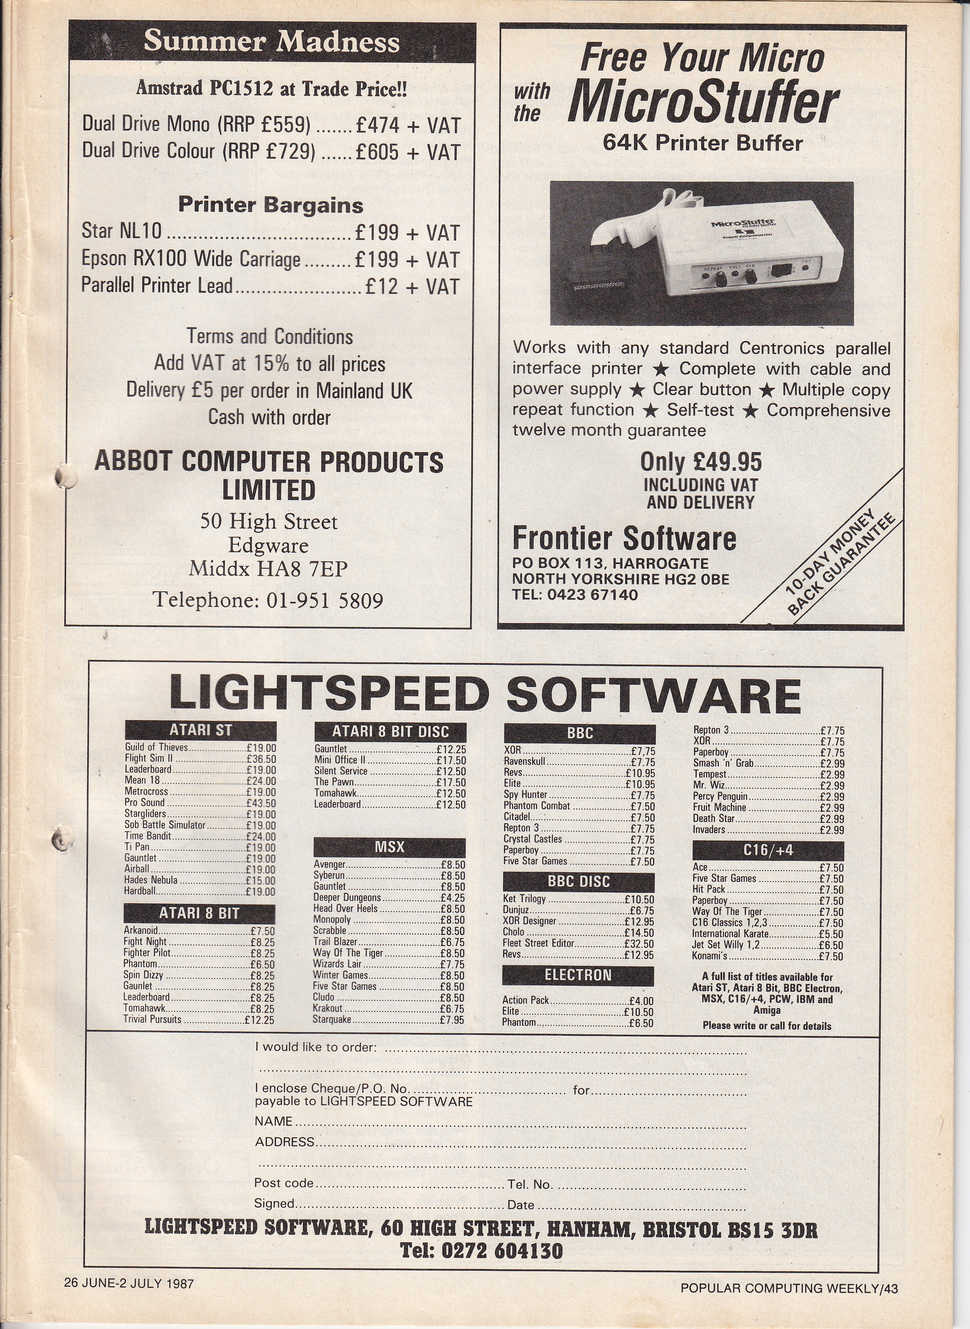 Summer Madness
Amstrad PC1512 at Trade Price!!
Dual Drive Mono (RRP £559) .......£474 + VAT
Dual Drive Colour (RRP £729) ......£605 + VAT
Printer Bargains
Star NL10 ..................................£199 + VAT
Epson RX100 Wide Carriage.........£199 + VAT
Parallel Printer Lead.......................£12 + VAT
Terms and Conditions
Add VAT at 15% to all prices
Delivery £5 per order in Mainland UK
Cash with order
ABBOT COMPUTER PRODUCTS
LIMITED
50 High Street
Edgware
Middx HA8 7EP
Telephone: 01-951 5809
Free Your Micro
with the MicroStuffer
64K Printer Buffer
MicroStuffer
Works with any standard Centronics parallel
interface printer ★ Complete with cable and
power supply ★ Clear button ★ Multiple copy
repeat function ★ Self-test ★ Comprehensive
twelve month guarantee
Only £49.95
INCLUDING VAT
AND DELIVERY
Frontier Software
PO BOX 113, HARROGATE
NORTH YORKSHIRE HG2 0BE
TEL: 0423 67140
10-DAY MONEY
BACK GUARANTEE
LIGHTSPEED SOFTWARE
ATARI ST
Guild of Thieves....................£19.00
Flight Sim II ........................£36.50
Leaderboard.........................£19.00
Mean 18 .............................£24.00
Metrocross...........................£19.00
Pro Sound ...........................£43.50
Stargliders...........................£19.00
Sob Battle Simulator............£19.00
Time Bandit.........................£24.00
Ti Pan.................................£19.00
Gauntlet ..............................£19.00
Airball.................................£19.00
Hades Nebula ......................£15.00
Hardball...............................£19.00
ATARI 8 BIT
Arkanoid...............................£7.50
Fight Night ...........................£8.25
Fighter Pilot..........................£8.25
Phantom...............................£6.50
Spin Dizzy ............................£8.25
Gaunlet ................................£8.25
Leaderboard..........................£8.25
Tomahawk............................£8.25
Trivial Pursuits ....................£12.25
ATARI 8 BIT DISC
Gauntlet ..............................£12.25
Mini Office II .......................£17.50
Silent Service ......................£12.50
The Pawn............................£17.50
Tomahawk...........................£12.50
Leaderboard.........................£12.50
MSX
Avenger................................£8.50
Syberun ................................£8.50
Gauntlet ...............................£8.50
Deeper Dungeons...................£4.25
Head Over Heels....................£8.50
Monopoly .............................£8.50
Scrabble ...............................£8.50
Trail Blazer...........................£6.75
Way Of The Tiger..................£8.50
Wizards Lair .........................£7.75
Winter Games.......................£8.50
Five Star Games ...................£8.50
Cludo ...................................£8.50
Krakout ................................£6.75
Starquake.............................£7.95
BBC
XOR .....................................£7,75
Ravenskull............................£7.75
Revs...................................£10.95
Elite ...................................£10.95
Spy Hunter ...........................£7.75
Phantom Combat ..................£7.50
Citadel..................................£7.50
Repton 3 ..............................£7.75
Crystal Castles .....................£7.75
Paperboy ..............................£7.75
Five Star Games ...................£7.50
BBC DISC
Ket Trilogy ..........................£10.50
Dunjuz..................................£6.75
XOR Designer .....................£12.95
Cholo .................................£14.50
Fleet Street Editor...............£32.50
Revs...................................£12.95
ELECTRON
Action Pack...........................£4.00
Elite ...................................£10.50
Phantom...............................£6.50
Repton 3 ..............................£7.75
XOR .....................................£7.75
Paperboy ..............................£7.75
Smash 'n' Grab.....................£2.99
Tempest................................£2.99
Mr. Wiz.................................£2.99
Percy Penguin.......................£2.99
Fruit Machine .......................£2.99
Death Star............................£2.99
Invaders ...............................£2.99
C16/+4
Ace......................................£7.50
Five Star Games ...................£7.50
Hit Pack ...............................£7.50
Paperboy ..............................£7.50
Way Of The Tiger..................£7.50
C16 Classics 1,2,3 ................£7.50
International Karate...............£5.50
Jet Set Willy 1,2 ...................£6.50
Konami's ..............................£7.50
A full list of titles available for
Atari ST, Atari 8 Bit, BBC Electron,
MSX, C16/+4, PCW, IBM and
Amiga
Please write or call for details
I would like to order: ........................................
........................................
I enclose Cheque/P.O. No........................................ for........................................
payable to LIGHTSPEED SOFTWARE
NAME........................................
ADDRESS........................................
........................................
Post code........................................ Tel. No. ........................................
Signed........................................ Date ........................................
LIGHTSPEED SOFTWARE, 60 HIGH STREET, HANHAM, BRISTOL BS15 3DR
Tel: 0272 604130
26 JUNE-2 JULY 1987
POPULAR COMPUTING WEEKLY/43